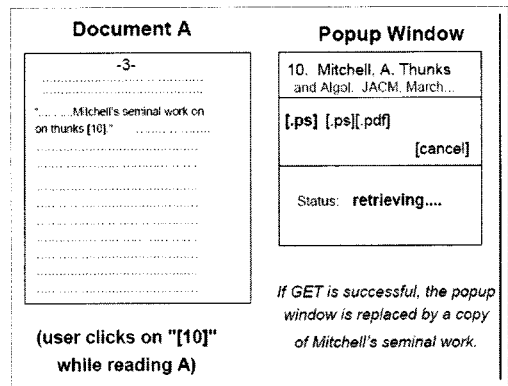 Document A
-3-
".........Mitchell's seminal work on
on thunks [10]."
(user clicks on "[10]"
while reading A)
Popup Window
10. Mitchell, A. Thunks
and Algol. JACM, March...
[.ps] [.ps][.pdf]
[cancel]
Status: retrieving....
If GET is successful, the popup
window is replaced by a copy
of Mitchell's seminal work.